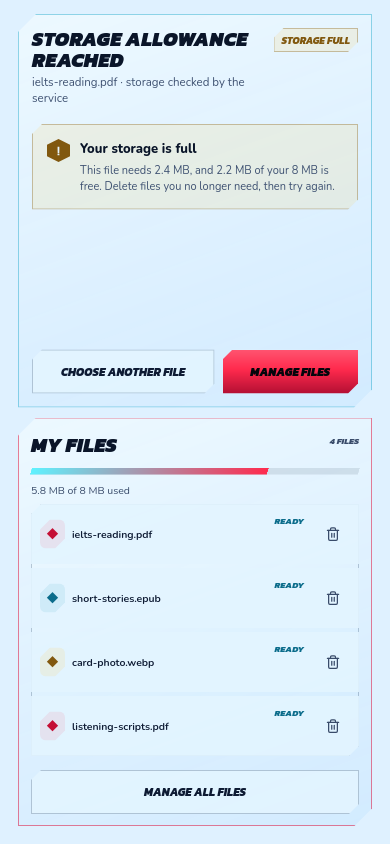 STORAGE ALLOWANCE
REACHED
STORAGE FULL
ielts-reading.pdf · storage checked by the
service
!
Your storage is full
This file needs 2.4 MB, and 2.2 MB of your 8 MB is
free. Delete files you no longer need, then try again.
CHOOSE ANOTHER FILE
MANAGE FILES
MY FILES
4 FILES
5.8 MB of 8 MB used
READY
ielts-reading.pdf
READY
short-stories.epub
READY
card-photo.webp
READY
listening-scripts.pdf
MANAGE ALL FILES